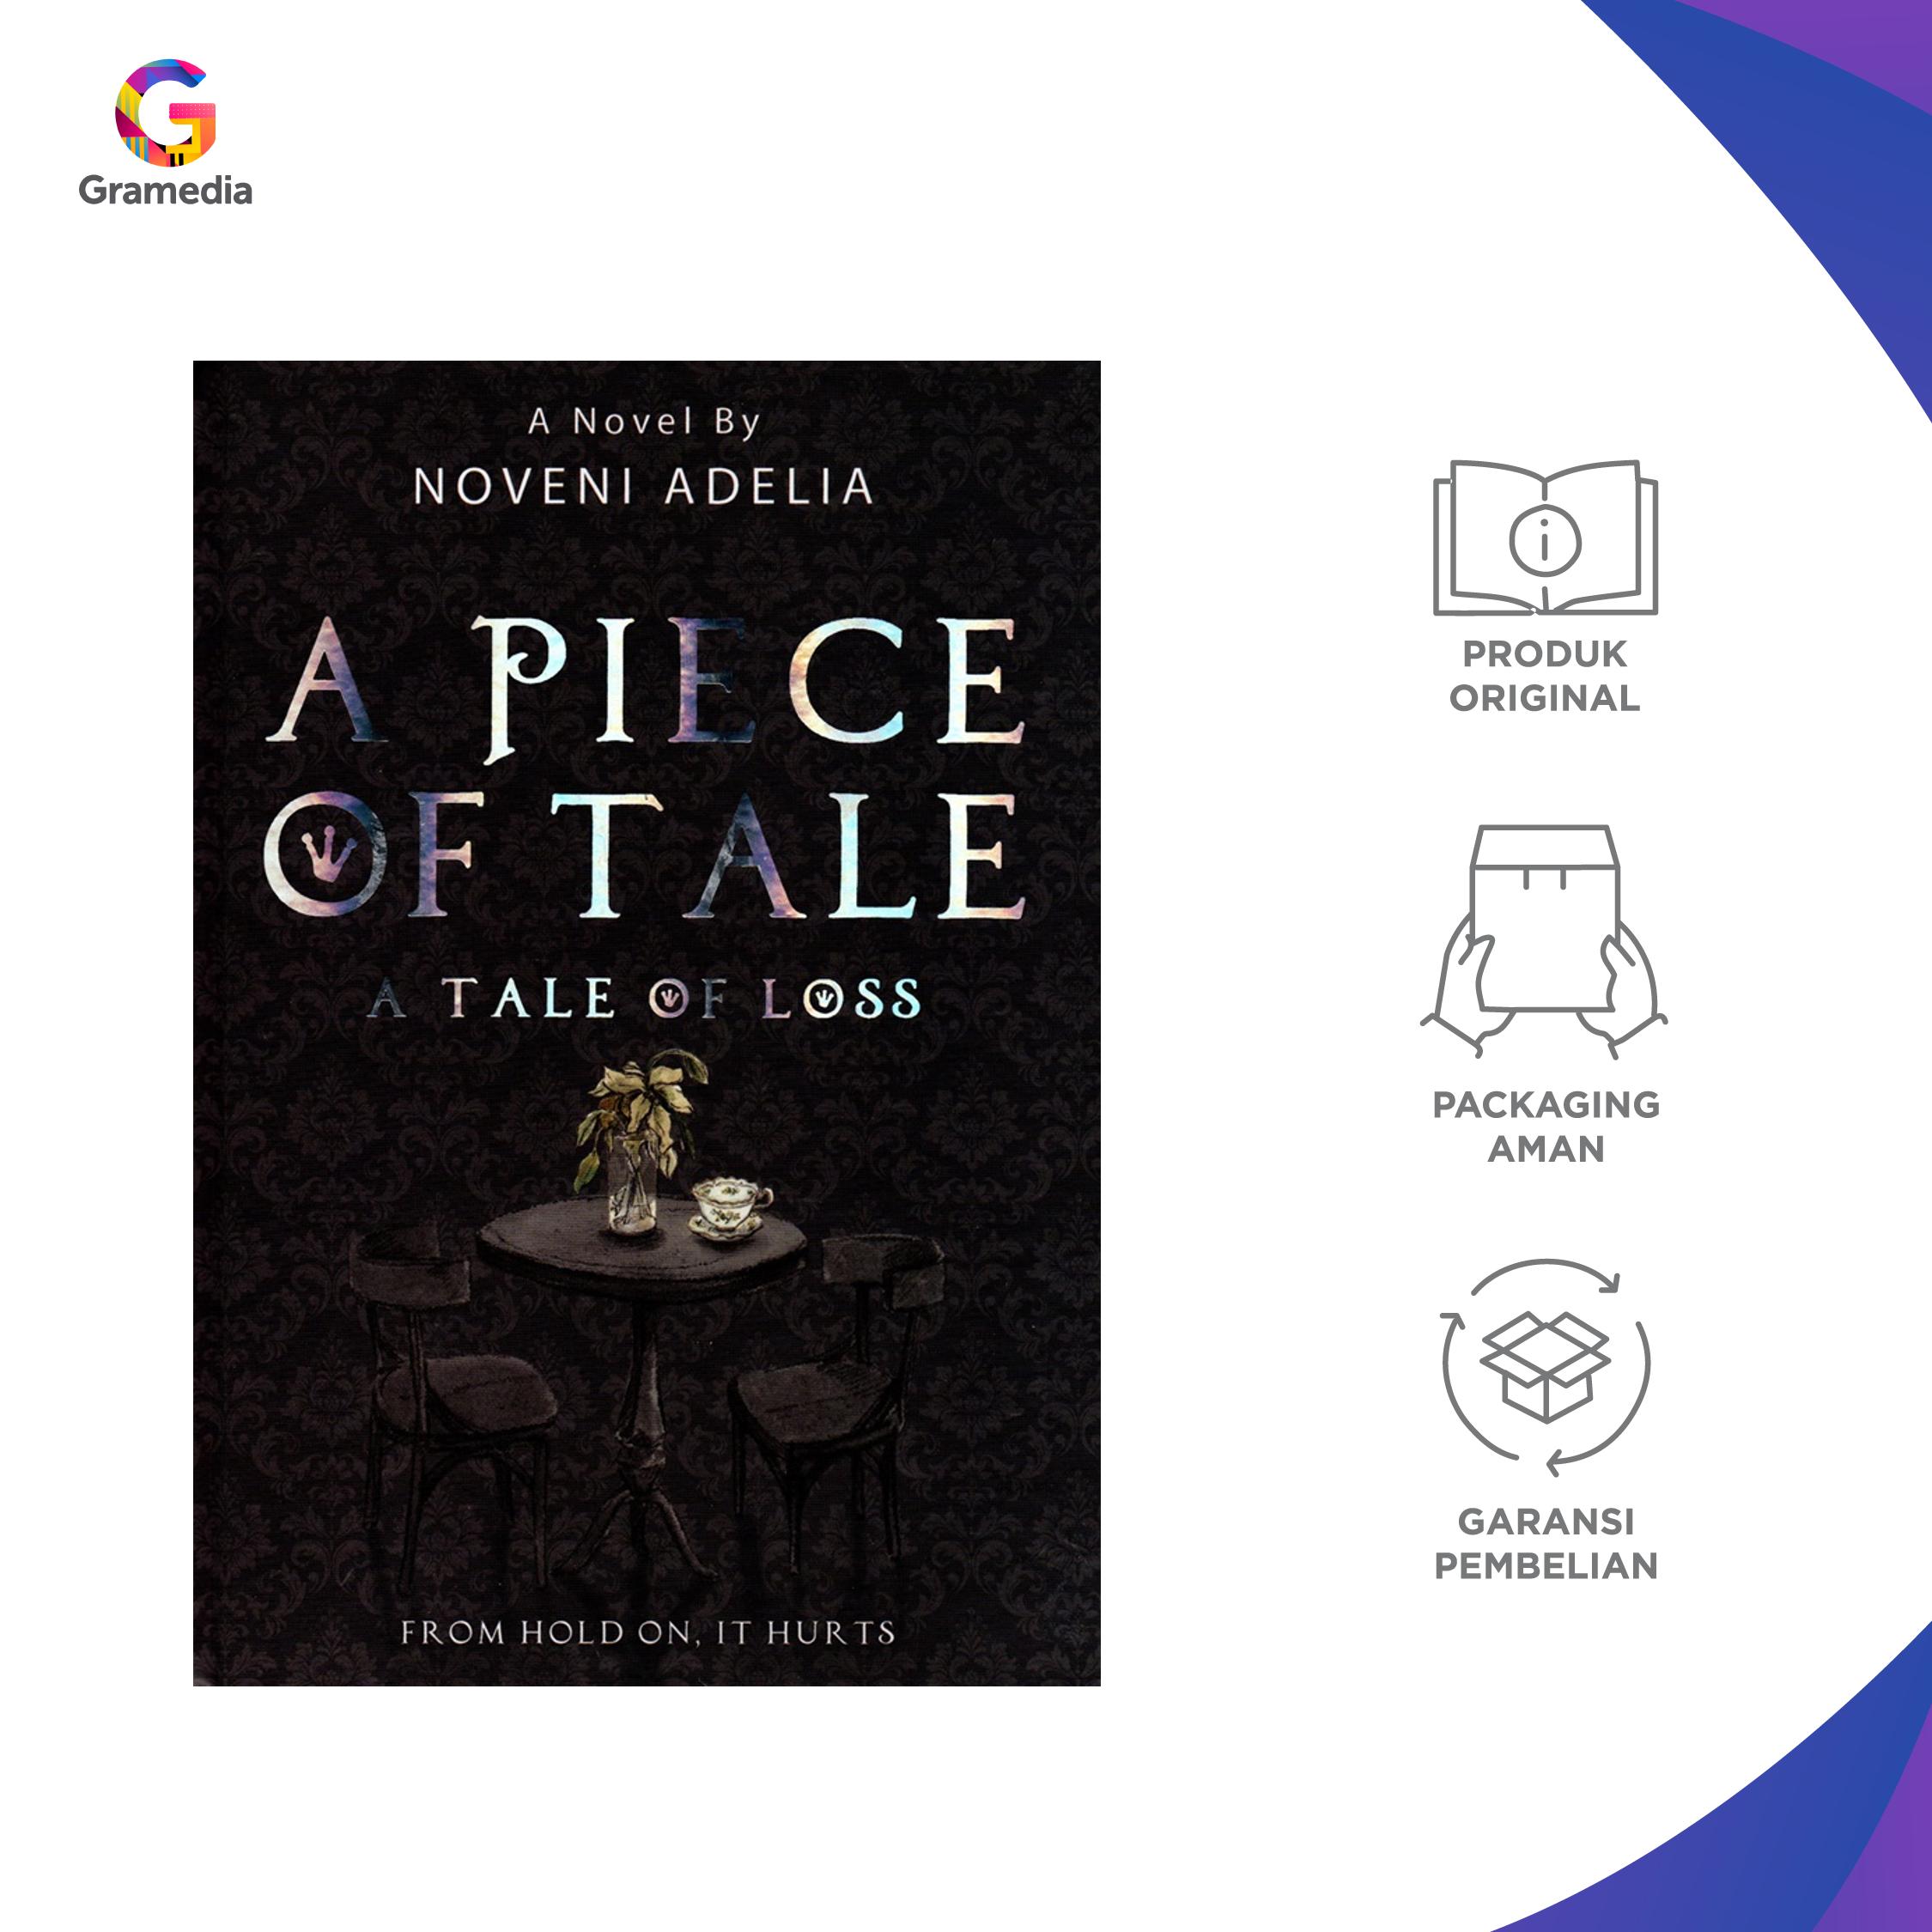 Gramedia
A Novel By
NOVENI ADELIA
A PIECE
OF TALE
A TALE OF LOSS
FROM HOLD ON, IT HURTS
PRODUK
ORIGINAL
PACKAGING
AMAN
GARANSI
PEMBELIAN